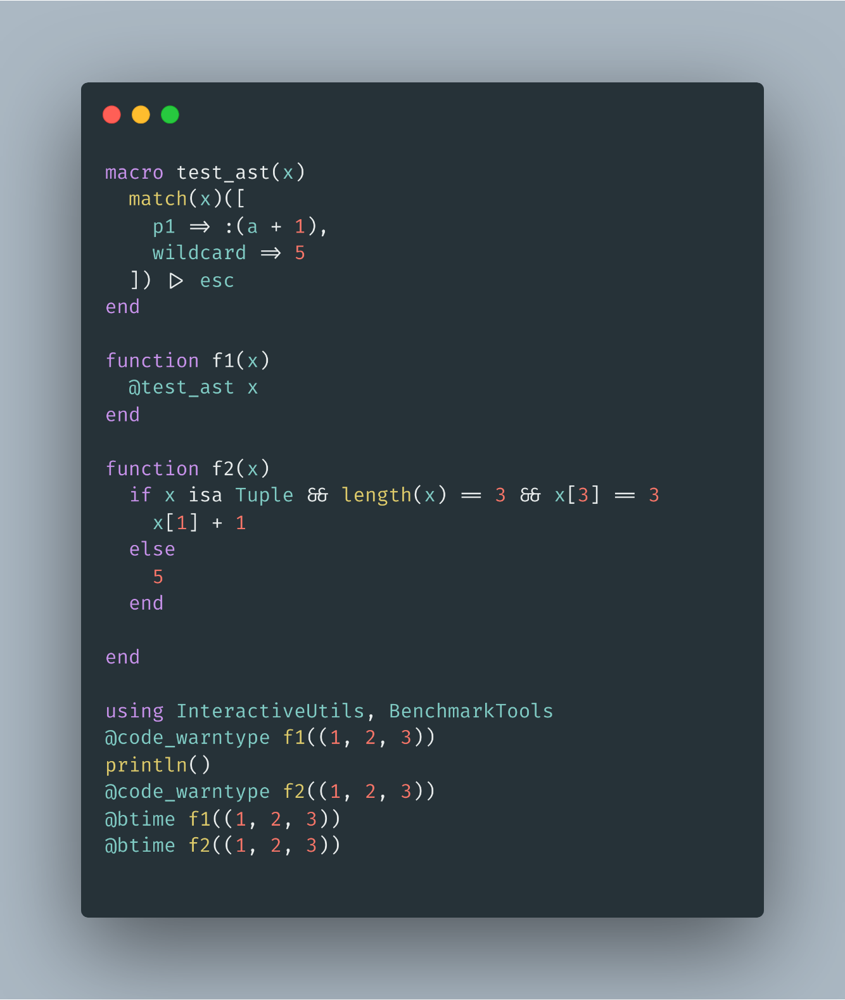 macro test_ast(x)
  match(x)([
    p1 => :(a + 1),
    wildcard => 5
  ]) |> esc
end

function f1(x)
  @test_ast x
end

function f2(x)
  if x isa Tuple && length(x) == 3 && x[3] == 3
    x[1] + 1
  else
    5
  end

end

using InteractiveUtils, BenchmarkTools
@code_warntype f1((1, 2, 3))
println()
@code_warntype f2((1, 2, 3))
@btime f1((1, 2, 3))
@btime f2((1, 2, 3))